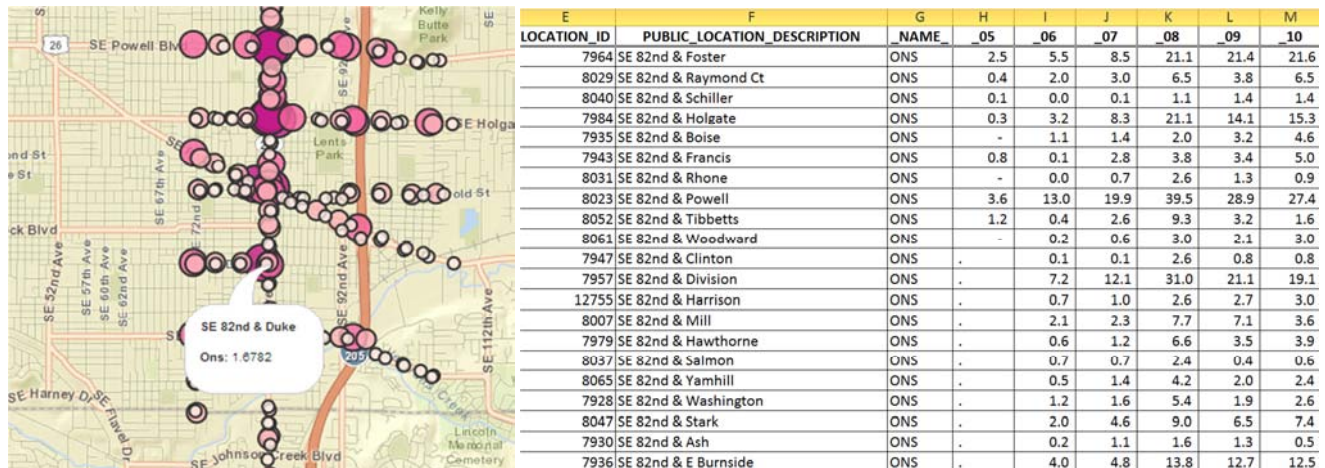 Kelly
Butte
Park
SE
26
SE Powell Blvd
SE 92nd
SE Holga
Lents
Park
SE
nd St
e St
SE 67th Ave
old St
SE 72nd
ck Blvd
SE 52nd Ave
SE 57th Ave
SE 60th Ave
SE 62nd Ave
SE 92nd Ave
SE 112th Ave
SE 82nd & Duke
Ons: 1.6782
205
Creek
SE Harney Dr
SE Flavel Dr
Lincoln
Memorial
Cemetery
SE Johnson Creek Blvd
E F G H I J K L M
LOCATION_ID PUBLIC_LOCATION_DESCRIPTION _NAME_ _05 _06 _07 _08 _09 _10
7964 SE 82nd & Foster ONS 2.5 5.5 8.5 21.1 21.4 21.6
8029 SE 82nd & Raymond Ct ONS 0.4 2.0 3.0 6.5 3.8 6.5
8040 SE 82nd & Schiller ONS 0.1 0.0 0.1 1.1 1.4 1.4
7984 SE 82nd & Holgate ONS 0.3 3.2 8.3 21.1 14.1 15.3
7935 SE 82nd & Boise ONS - 1.1 1.4 2.0 3.2 4.6
7943 SE 82nd & Francis ONS 0.8 0.1 2.8 3.8 3.4 5.0
8031 SE 82nd & Rhone ONS - 0.0 0.7 2.6 1.3 0.9
8023 SE 82nd & Powell ONS 3.6 13.0 19.9 39.5 28.9 27.4
8052 SE 82nd & Tibbetts ONS 1.2 0.4 2.6 9.3 3.2 1.6
8061 SE 82nd & Woodward ONS - 0.2 0.6 3.0 2.1 3.0
7947 SE 82nd & Clinton ONS . 0.1 0.1 2.6 0.8 0.8
7957 SE 82nd & Division ONS . 7.2 12.1 31.0 21.1 19.1
12755 SE 82nd & Harrison ONS . 0.7 1.0 2.6 2.7 3.0
8007 SE 82nd & Mill ONS . 2.1 2.3 7.7 7.1 3.6
7979 SE 82nd & Hawthorne ONS . 0.6 1.2 6.6 3.5 3.9
8037 SE 82nd & Salmon ONS . 0.7 0.7 2.4 0.4 0.6
8065 SE 82nd & Yamhill ONS . 0.5 1.4 4.2 2.0 2.4
7928 SE 82nd & Washington ONS . 1.2 1.6 5.4 1.9 2.6
8047 SE 82nd & Stark ONS . 2.0 4.6 9.0 6.5 7.4
7930 SE 82nd & Ash ONS . 0.2 1.1 1.6 1.3 0.5
7936 SE 82nd & E Burnside ONS . 4.0 4.8 13.8 12.7 12.5